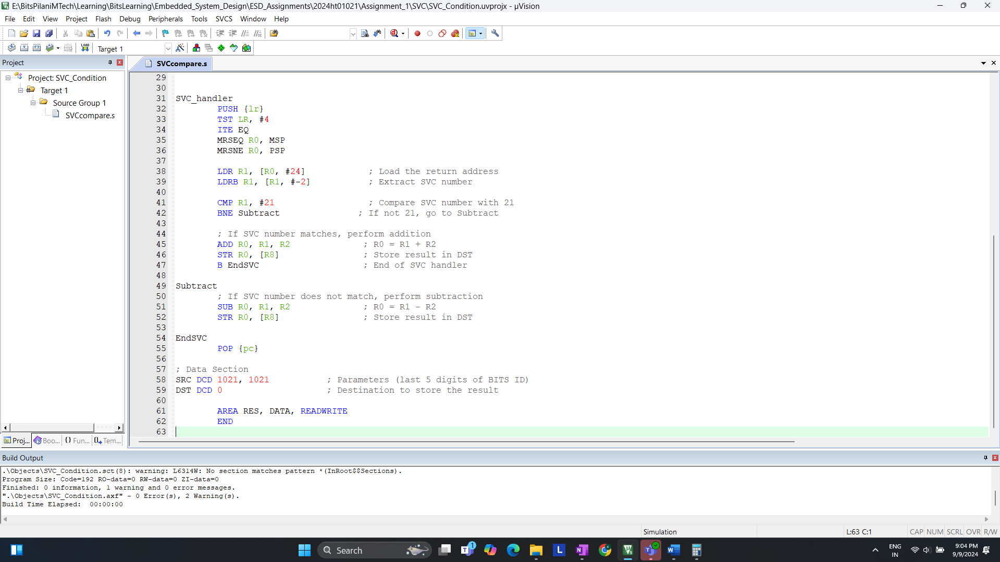 E:\BitsPilaniMTech\Learning\BitsLearning\Embedded_System_Design\ESD_Assignments\2024ht01021\Assignment_1\SVC\SVC_Condition.uvprojx - µVision
File Edit View Project Flash Debug Peripherals Tools SVCS Window Help
LOAD Target 1
Project
SVCcompare.s
Project: SVC_Condition
Target 1
Source Group 1
SVCcompare.s
29
30
31 SVC_handler
32 PUSH {lr}
33 TST LR, #4
34 ITE EQ
35 MRSEQ R0, MSP
36 MRSNE R0, PSP
37
38 LDR R1, [R0, #24] ; Load the return address
39 LDRB R1, [R1, #-2] ; Extract SVC number
40
41 CMP R1, #21 ; Compare SVC number with 21
42 BNE Subtract ; If not 21, go to Subtract
43
44 ; If SVC number matches, perform addition
45 ADD R0, R1, R2 ; R0 = R1 + R2
46 STR R0, [R8] ; Store result in DST
47 B EndSVC ; End of SVC handler
48
49 Subtract
50 ; If SVC number does not match, perform subtraction
51 SUB R0, R1, R2 ; R0 = R1 - R2
52 STR R0, [R8] ; Store result in DST
53
54 EndSVC
55 POP {pc}
56
57 ; Data Section
58 SRC DCD 1021, 1021 ; Parameters (last 5 digits of BITS ID)
59 DST DCD 0 ; Destination to store the result
60
61 AREA RES, DATA, READWRITE
62 END
63
Proj... Boo... {} Fun... Tem...
Build Output
.\Objects\SVC_Condition.sct(8): warning: L6314W: No section matches pattern *(InRoot$$Sections).
Program Size: Code=192 RO-data=0 RW-data=0 ZI-data=0
Finished: 0 information, 1 warning and 0 error messages.
".\Objects\SVC_Condition.axf" - 0 Error(s), 2 Warning(s).
Build Time Elapsed:  00:00:00
Simulation L:63 C:1 CAP NUM SCRL OVR R/W
Search
1
L
ENG
IN
9:04 PM
9/9/2024